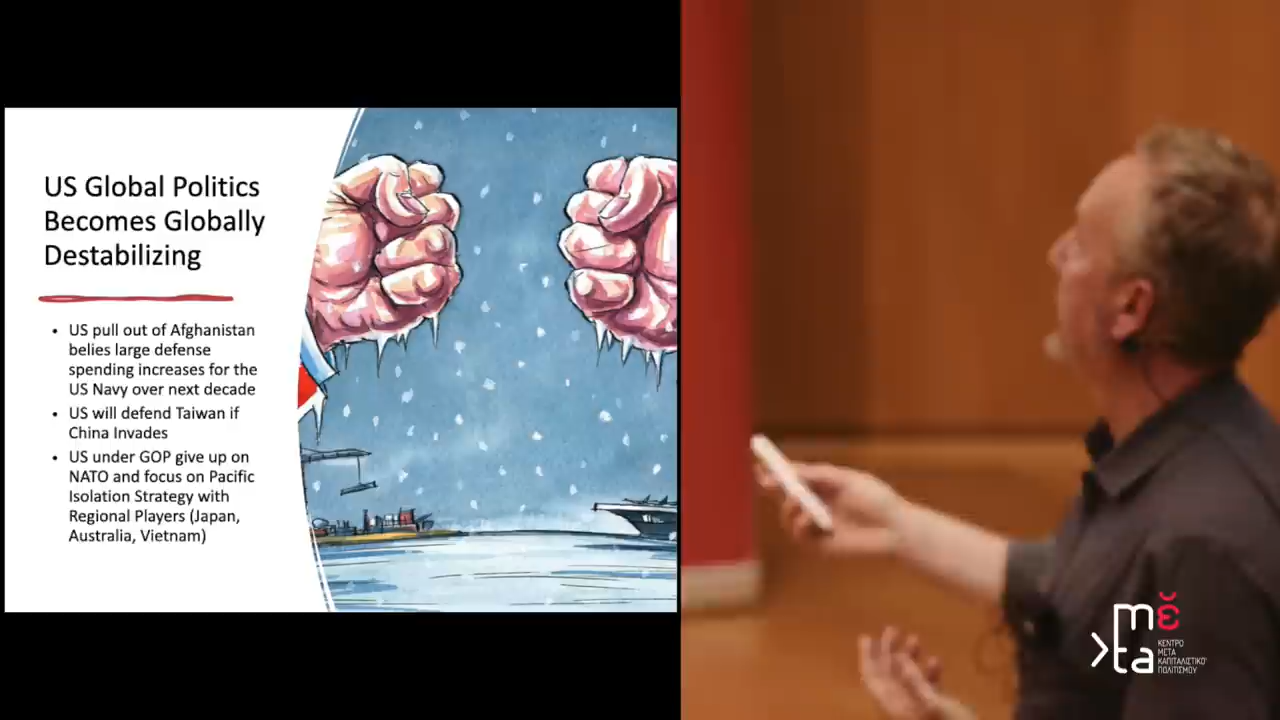 US Global Politics
Becomes Globally
Destabilizing
• US pull out of Afghanistan
belies large defense
spending increases for the
US Navy over next decade
• US will defend Taiwan if
China Invades
• US under GOP give up on
NATO and focus on Pacific
Isolation Strategy with
Regional Players (Japan,
Australia, Vietnam)
mĕ
ta
ΚΕΝΤΡΟ
ΜΕΤΑ
ΚΑΠΙΤΑΛΙΣΤΙΚΟΥ
ΠΟΛΙΤΙΣΜΟΥ